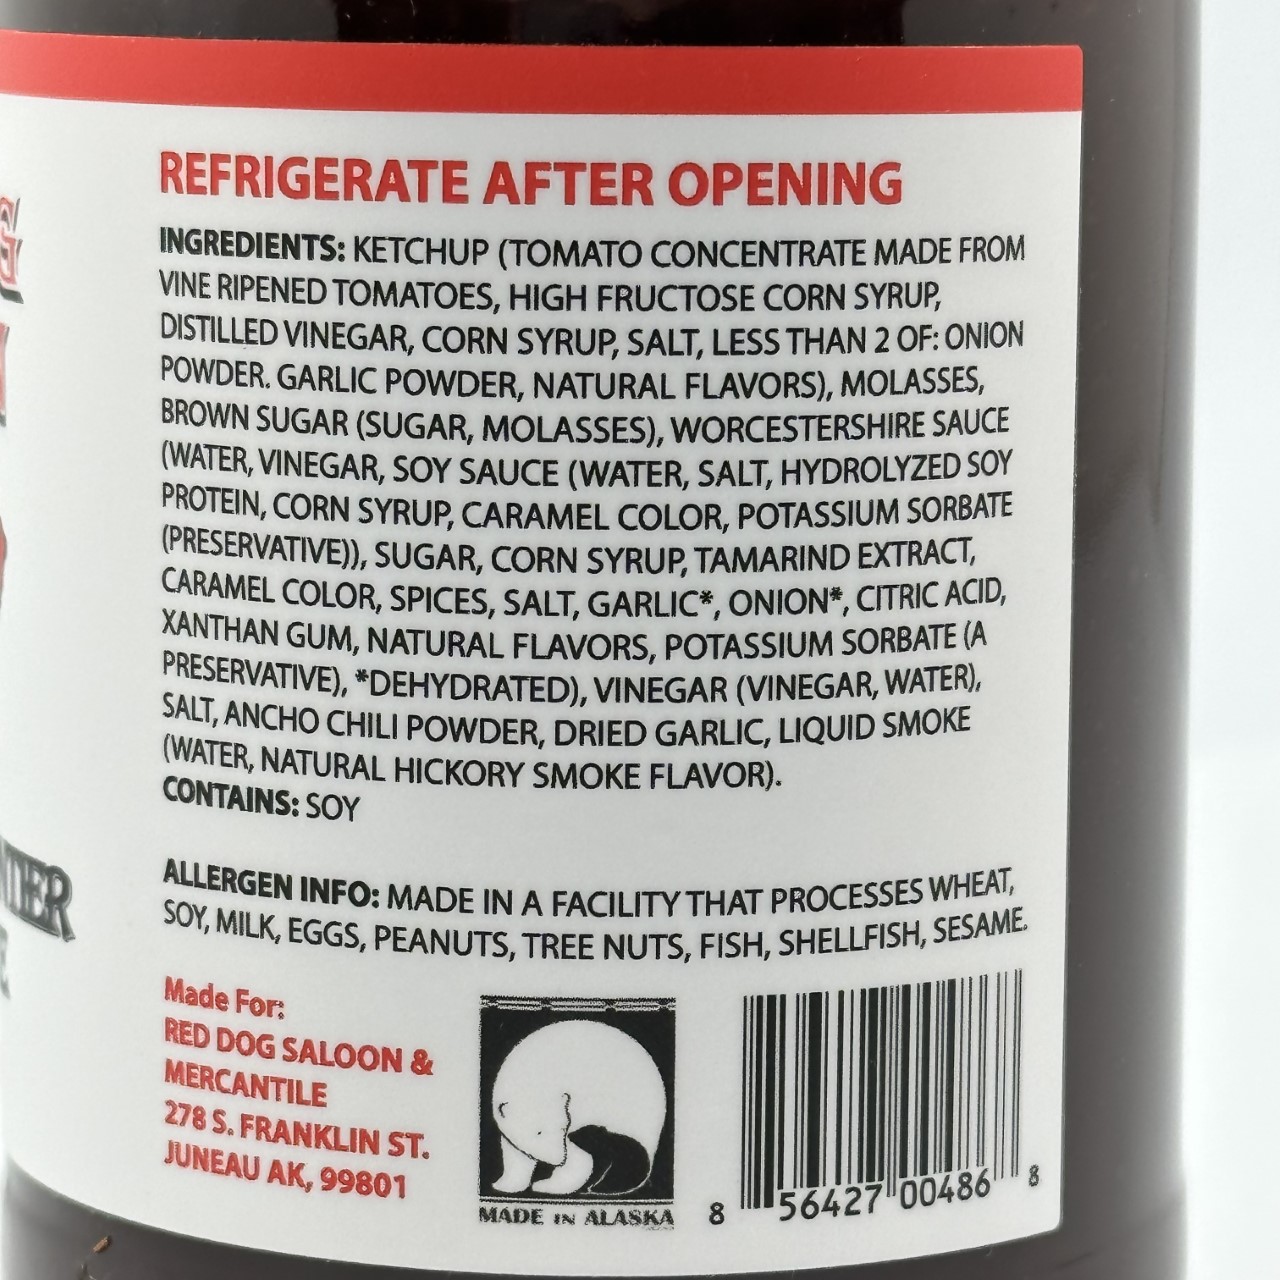 REFRIGERATE AFTER OPENING
INGREDIENTS: KETCHUP (TOMATO CONCENTRATE MADE FROM
VINE RIPENED TOMATOES, HIGH FRUCTOSE CORN SYRUP,
DISTILLED VINEGAR, CORN SYRUP, SALT, LESS THAN 2 OF: ONION
POWDER. GARLIC POWDER, NATURAL FLAVORS), MOLASSES,
BROWN SUGAR (SUGAR, MOLASSES), WORCESTERSHIRE SAUCE
(WATER, VINEGAR, SOY SAUCE (WATER, SALT, HYDROLYZED SOY
PROTEIN, CORN SYRUP, CARAMEL COLOR, POTASSIUM SORBATE
(PRESERVATIVE)), SUGAR, CORN SYRUP, TAMARIND EXTRACT,
CARAMEL COLOR, SPICES, SALT, GARLIC*, ONION*, CITRIC ACID,
XANTHAN GUM, NATURAL FLAVORS, POTASSIUM SORBATE (A
PRESERVATIVE), *DEHYDRATED), VINEGAR (VINEGAR, WATER),
SALT, ANCHO CHILI POWDER, DRIED GARLIC, LIQUID SMOKE
(WATER, NATURAL HICKORY SMOKE FLAVOR).
CONTAINS: SOY
ALLERGEN INFO: MADE IN A FACILITY THAT PROCESSES WHEAT,
SOY, MILK, EGGS, PEANUTS, TREE NUTS, FISH, SHELLFISH, SESAME.
Made For:
RED DOG SALOON &
MERCANTILE
278 S. FRANKLIN ST.
JUNEAU AK, 99801
MADE IN ALASKA
8 56427 00486 8